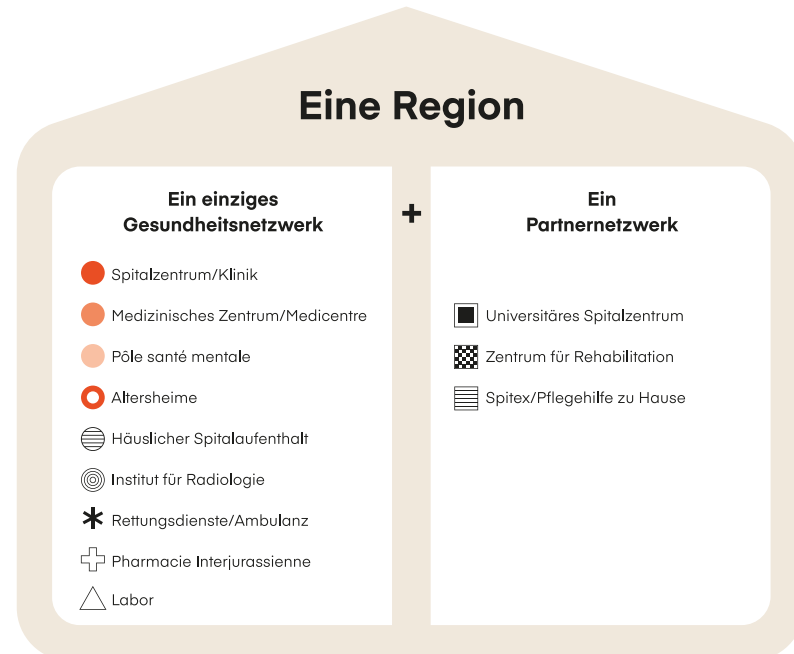 Eine Region
Ein einziges
Gesundheitsnetzwerk
Spitalzentrum/Klinik
Medizinisches Zentrum/Medicentre
Pôle santé mentale
Altersheime
Häuslicher Spitalaufenthalt
Institut für Radiologie
Rettungsdienste/Ambulanz
Pharmacie Interjurassienne
Labor
+
Ein
Partnernetzwerk
Universitäres Spitalzentrum
Zentrum für Rehabilitation
Spitex/Pflegehilfe zu Hause